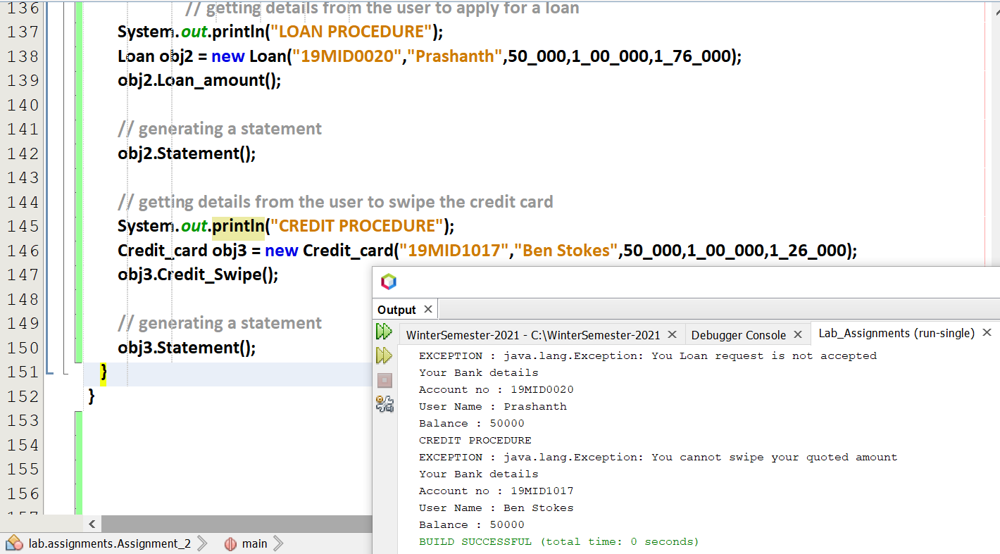 136 // getting details from the user to apply for a loan
137 System.out.println("LOAN PROCEDURE");
138 Loan obj2 = new Loan("19MID0020","Prashanth",50_000,1_00_000,1_76_000);
139 obj2.Loan_amount();
140
141 // generating a statement
142 obj2.Statement();
143
144 // getting details from the user to swipe the credit card
145 System.out.println("CREDIT PROCEDURE");
146 Credit_card obj3 = new Credit_card("19MID1017","Ben Stokes",50_000,1_00_000,1_26_000);
147 obj3.Credit_Swipe();
148
149 // generating a statement
150 obj3.Statement();
151 }
152 }
153
154
155
156
157
lab.assignments.Assignment_2 main
Output
WinterSemester-2021 - C:\WinterSemester-2021 Debugger Console Lab_Assignments (run-single)
EXCEPTION : java.lang.Exception: You Loan request is not accepted
Your Bank details
Account no : 19MID0020
User Name : Prashanth
Balance : 50000
CREDIT PROCEDURE
EXCEPTION : java.lang.Exception: You cannot swipe your quoted amount
Your Bank details
Account no : 19MID1017
User Name : Ben Stokes
Balance : 50000
BUILD SUCCESSFUL (total time: 0 seconds)